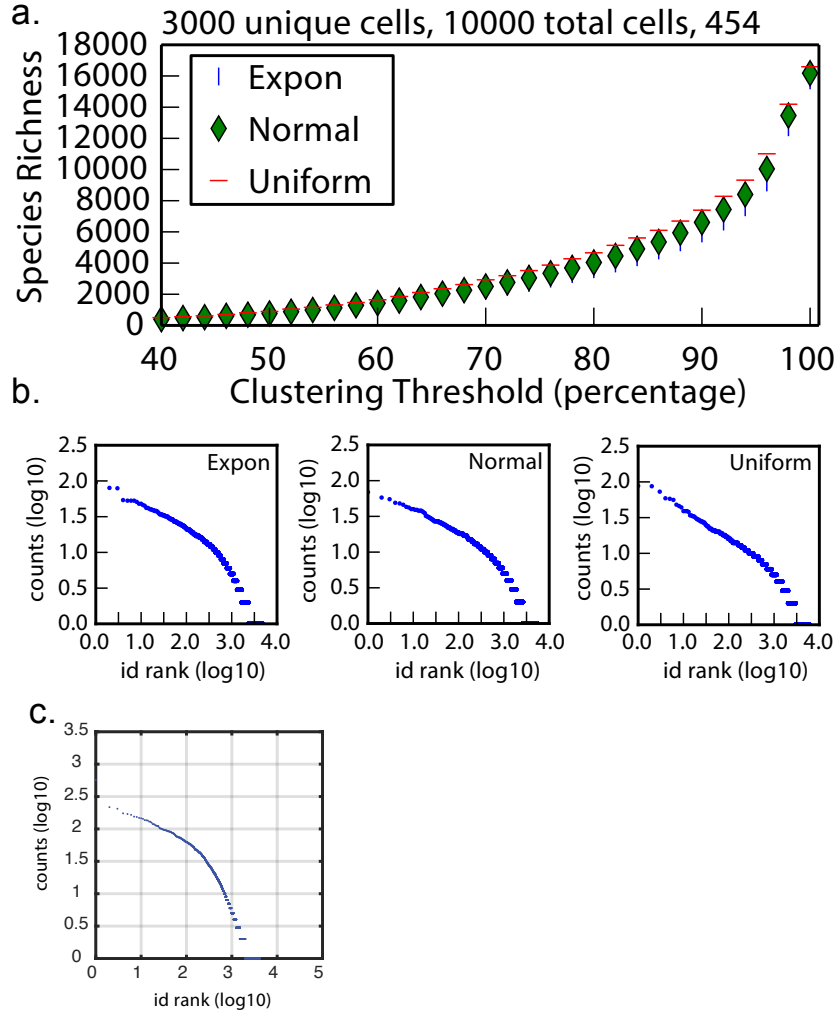 a.
3000 unique cells, 10000 total cells, 454
Species Richness
18000
16000
14000
12000
10000
8000
6000
4000
2000
0
Expon
Normal
Uniform
40 50 60 70 80 90 100
Clustering Threshold (percentage)
b.
counts (log10)
2.5
2.0
1.5
1.0
0.5
0.0
Expon
0.0 1.0 2.0 3.0 4.0
id rank (log10)
counts (log10)
2.5
2.0
1.5
1.0
0.5
0.0
Normal
0.0 1.0 2.0 3.0 4.0
id rank (log10)
counts (log10)
2.5
2.0
1.5
1.0
0.5
0.0
Uniform
0.0 1.0 2.0 3.0 4.0
id rank (log10)
c.
counts (log10)
3.5
3
2.5
2
1.5
1
0.5
0
0 1 2 3 4 5
id rank (log10)